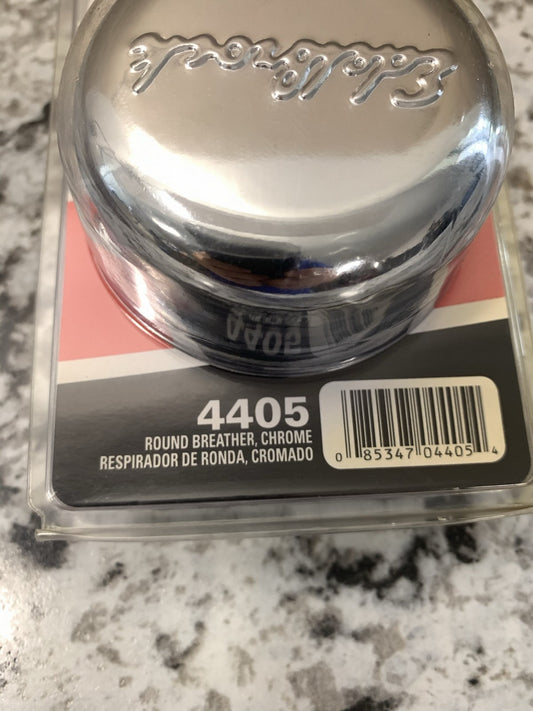 Edelbrock
4405
ROUND BREATHER, CHROME
RESPIRADOR DE RONDA, CROMADO
0 85347 04405 4